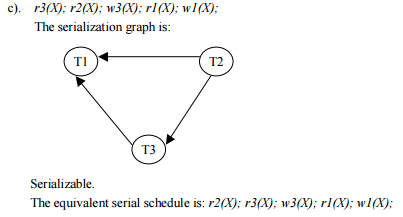 c). r3(X); r2(X); w3(X); r1(X); w1(X);
The serialization graph is:
T1
T2
T3
Serializable.
The equivalent serial schedule is: r2(X); r3(X); w3(X); r1(X); w1(X);